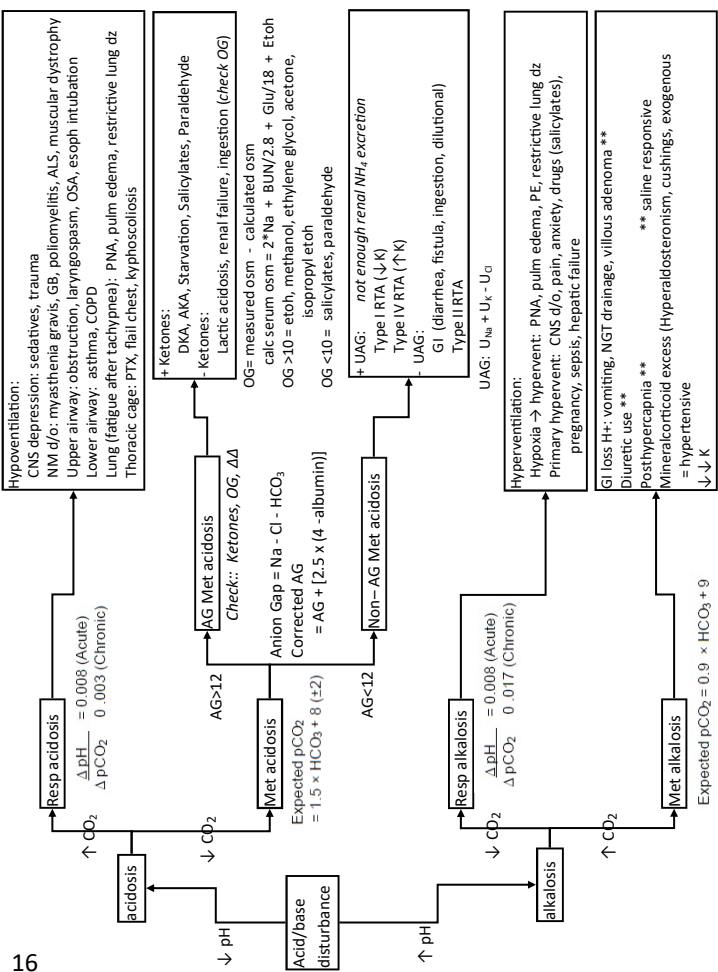 16
Acid/base
disturbance
↓ pH
↑ pH
acidosis
alkalosis
↑ CO2
↓ CO2
Resp acidosis
Δ pH = 0.008 (Acute)
Δ pCO2 0 .003 (Chronic)
Hypoventilation:
CNS depression: sedatives, trauma
NM d/o: myasthenia gravis, GB, poliomyelitis, ALS, muscular dystrophy
Upper airway: obstruction, laryngospasm, OSA, esoph intubation
Lower airway: asthma, COPD
Lung (fatigue after tachypnea): PNA, pulm edema, restrictive lung dz
Thoracic cage: PTX, flail chest, kyphoscoliosis
Met acidosis
Expected pCO2
= 1.5 × HCO3 + 8 (±2)
AG>12
AG Met acidosis
Check:: Ketones, OG, ΔΔ
Anion Gap = Na - Cl - HCO3
Corrected AG
= AG + [2.5 x (4 -albumin)]
AG<12
Non– AG Met acidosis
+ Ketones:
DKA, AKA, Starvation, Salicylates, Paraldehyde
- Ketones:
Lactic acidosis, renal failure, ingestion (check OG)
OG= measured osm - calculated osm
calc serum osm = 2*Na + BUN/2.8 + Glu/18 + Etoh
OG >10 = etoh, methanol, ethylene glycol, acetone,
isopropyl etoh
OG <10 = salicylates, paraldehyde
+ UAG: not enough renal NH4 excretion
Type I RTA (↓K)
Type IV RTA (↑K)
- UAG:
GI (diarrhea, fistula, ingestion, dilutional)
Type II RTA
UAG: UNa + UK - UCl
↓ CO2
↑ CO2
Resp alkalosis
Δ pH = 0.008 (Acute)
Δ pCO2 0 .017 (Chronic)
Hyperventilation:
Hypoxia → hypervent: PNA, pulm edema, PE, restrictive lung dz
Primary hypervent: CNS d/o, pain, anxiety, drugs (salicylates),
pregnancy, sepsis, hepatic failure
Met alkalosis
Expected pCO2 = 0.9 × HCO3 + 9
GI loss H+: vomiting, NGT drainage, villous adenoma **
Diuretic use **
Posthypercapnia ** ** saline responsive
Mineralcorticoid excess (Hyperaldosteronism, cushings, exogenous
= hypertensive
↓↓ K